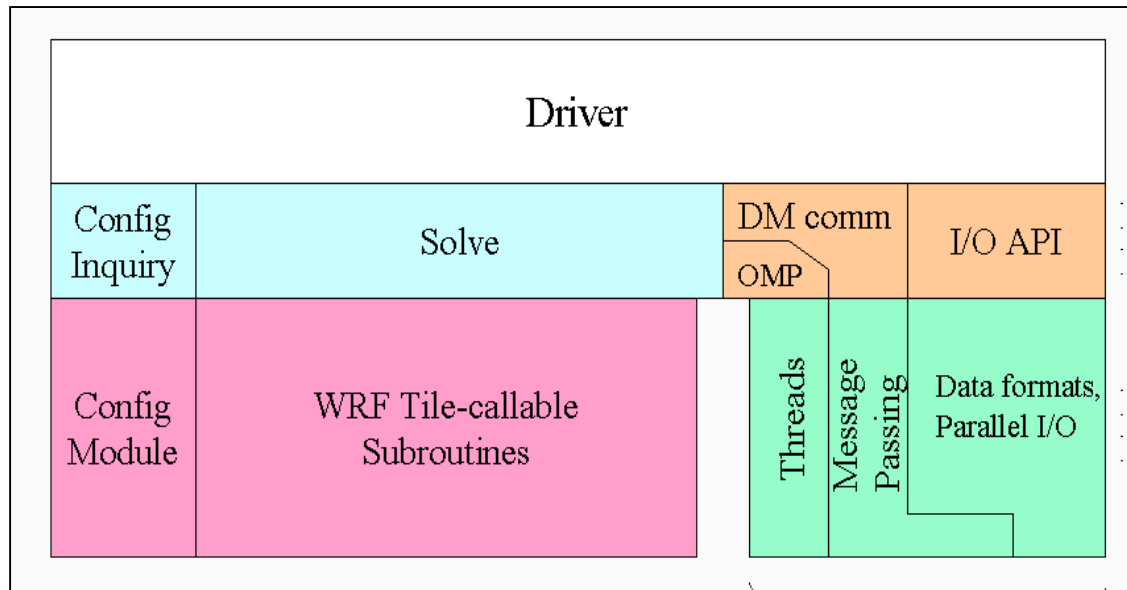 Driver
Config
Inquiry
Solve
DM comm
OMP
I/O API
Config
Module
WRF Tile-callable
Subroutines
Threads
Message
Passing
Data formats,
Parallel I/O